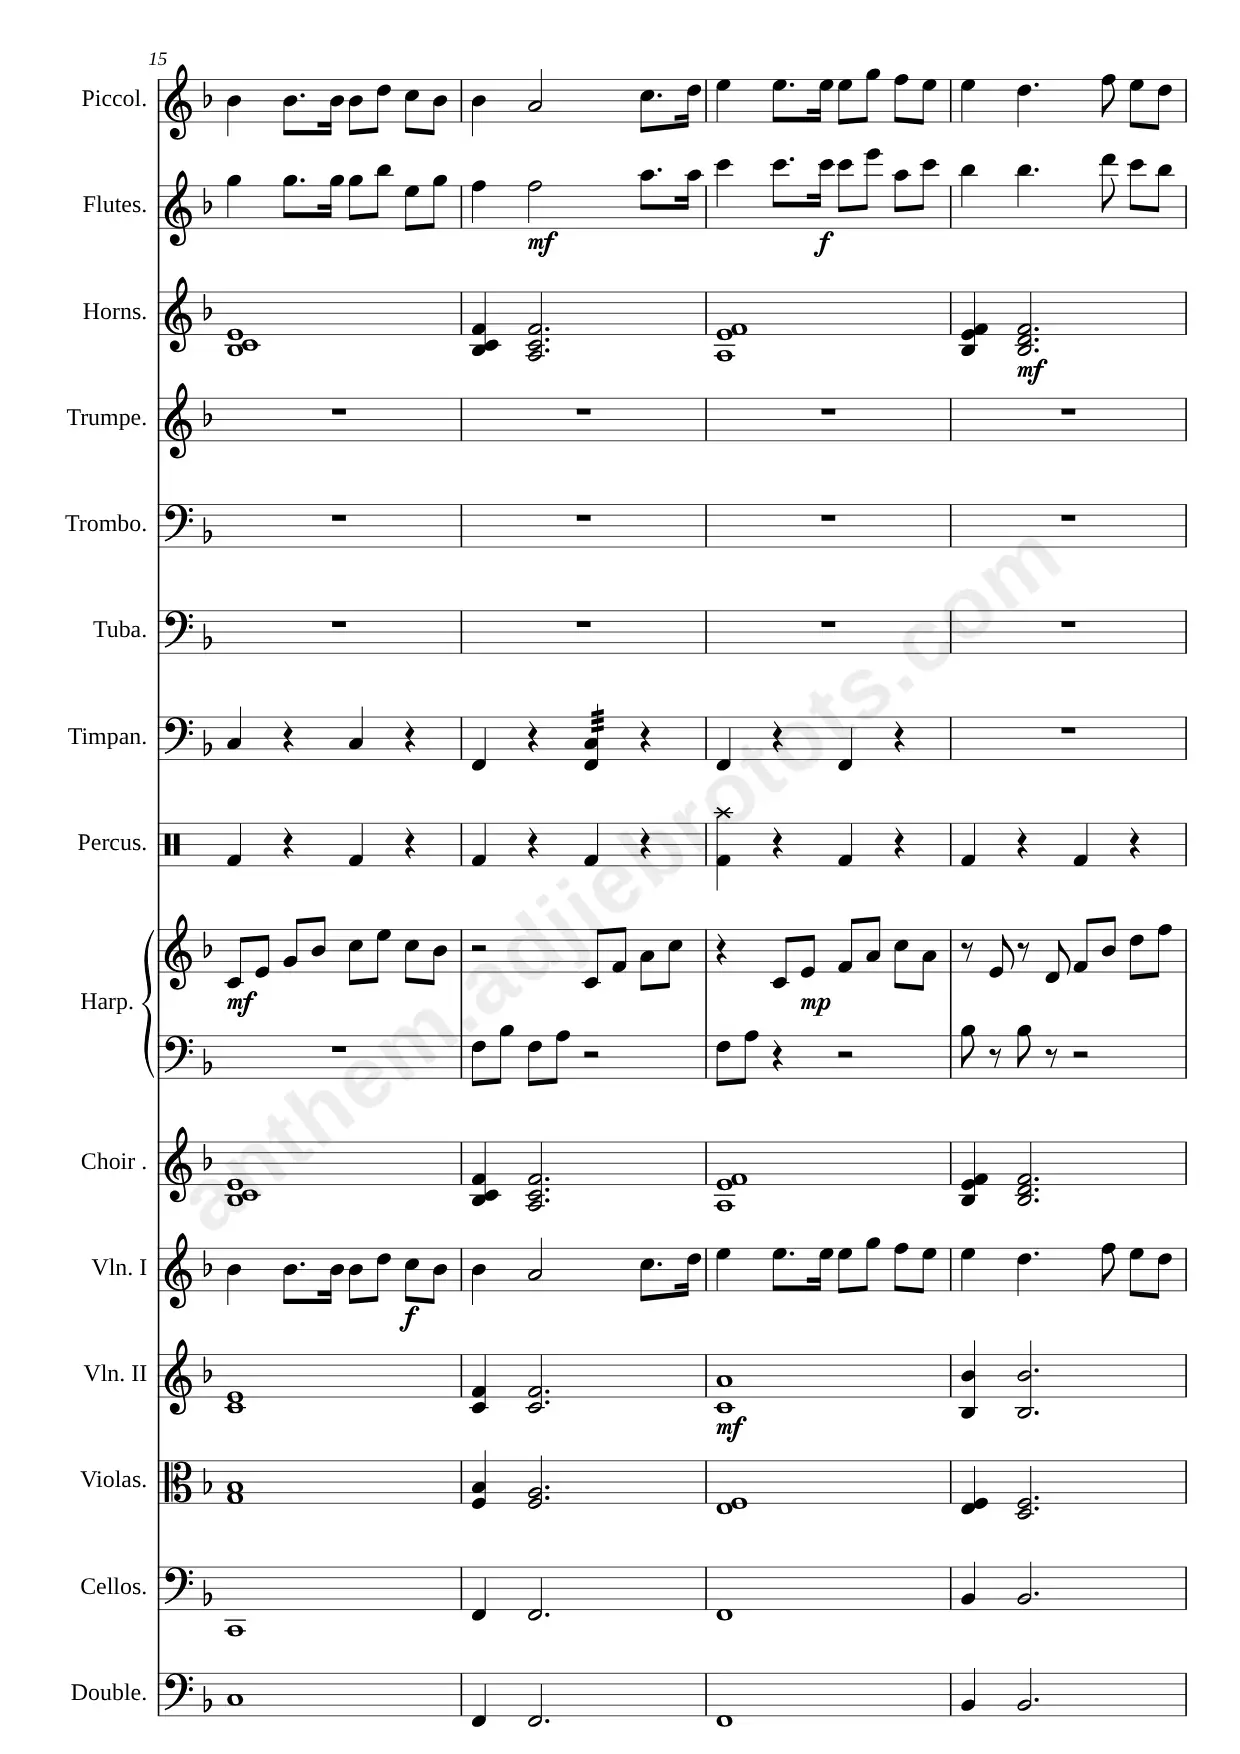 15
Piccol.
Flutes.
mf
f
Horns.
mf
Trumpe.
Trombo.
Tuba.
Timpan.
Percus.
Harp.
mf
mp
Choir .
Vln. I
f
Vln. II
mf
Violas.
Cellos.
Double.
anthem.adjiebrotots.com